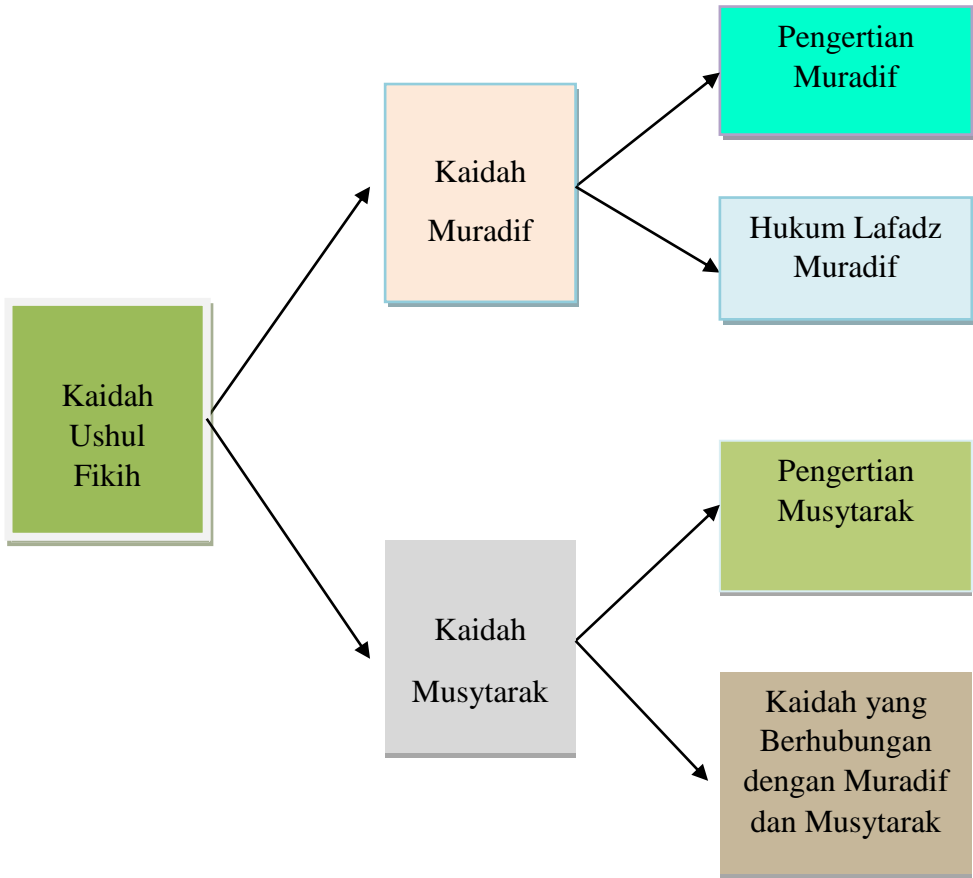 Kaidah
Ushul
Fikih
Kaidah
Muradif
Pengertian
Muradif
Hukum Lafadz
Muradif
Kaidah
Musytarak
Pengertian
Musytarak
Kaidah yang
Berhubungan
dengan Muradif
dan Musytarak